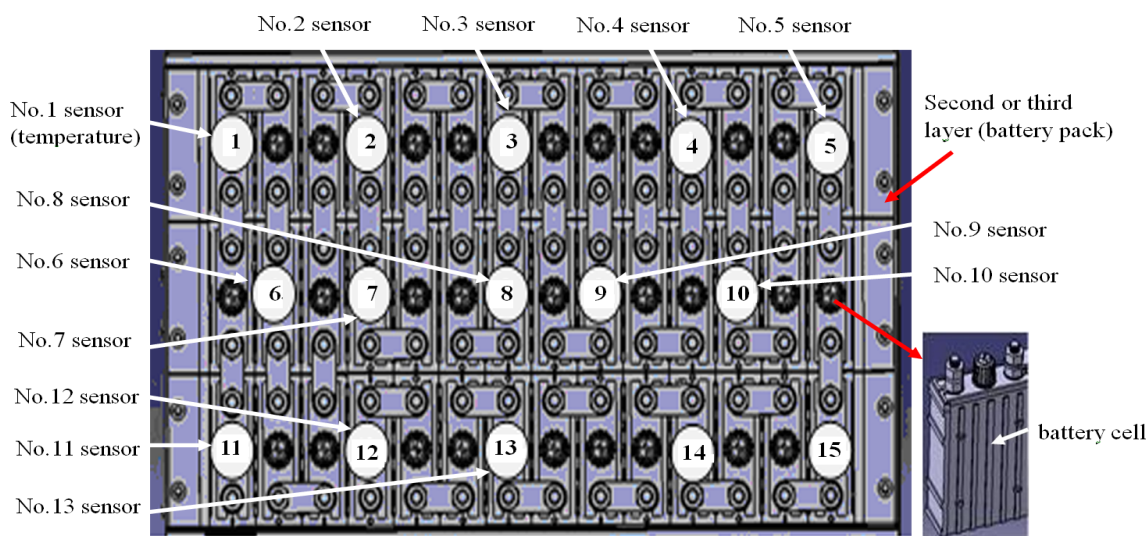 No.2 sensor
No.3 sensor
No.4 sensor
No.5 sensor
No.1 sensor
(temperature)
Second or third
layer (battery pack)
1
2
3
4
5
No.8 sensor
No.9 sensor
No.6 sensor
No.10 sensor
6
7
8
9
10
No.7 sensor
No.12 sensor
No.11 sensor
11
12
13
14
15
battery cell
No.13 sensor